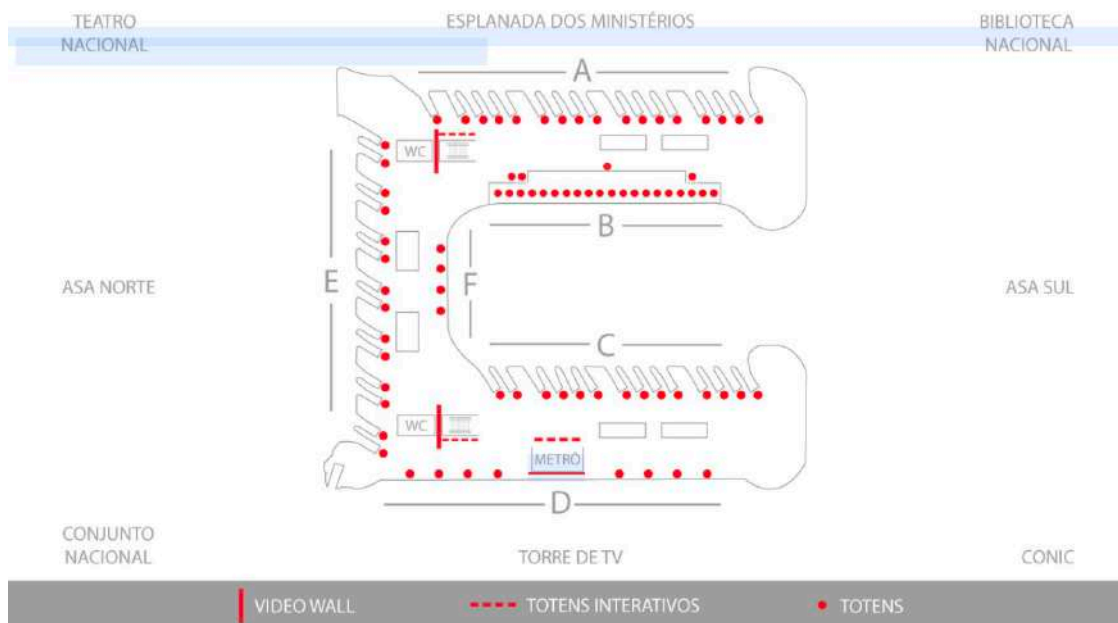 TEATRO
NACIONAL
ESPLANADA DOS MINISTÉRIOS
BIBLIOTECA
NACIONAL
A
WC
B
E
F
ASA NORTE
ASA SUL
C
WC
METRÔ
D
CONJUNTO
NACIONAL
TORRE DE TV
CONIC
VIDEO WALL
TOTENS INTERATIVOS
TOTENS